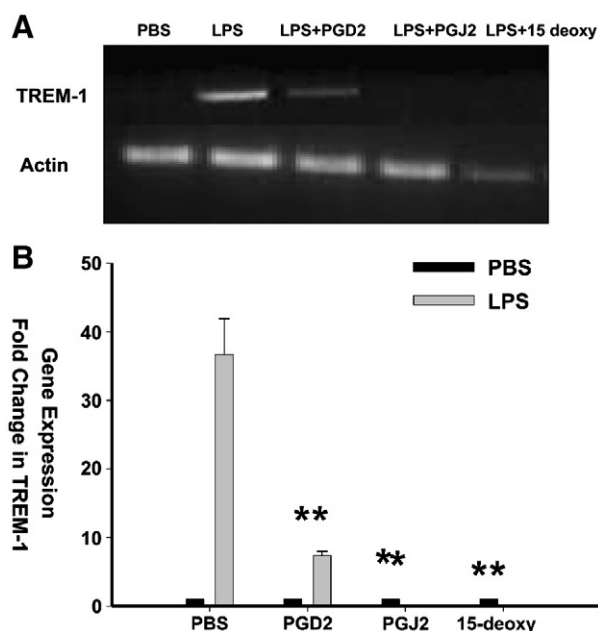 A
PBS LPS LPS+PGD2 LPS+PGJ2 LPS+15 deoxy
TREM-1
Actin
B
50
PBS
LPS
40
30
20
10
0
Gene Expression
Fold Change in TREM-1
**
**
**
PBS PGD2 PGJ2 15-deoxy